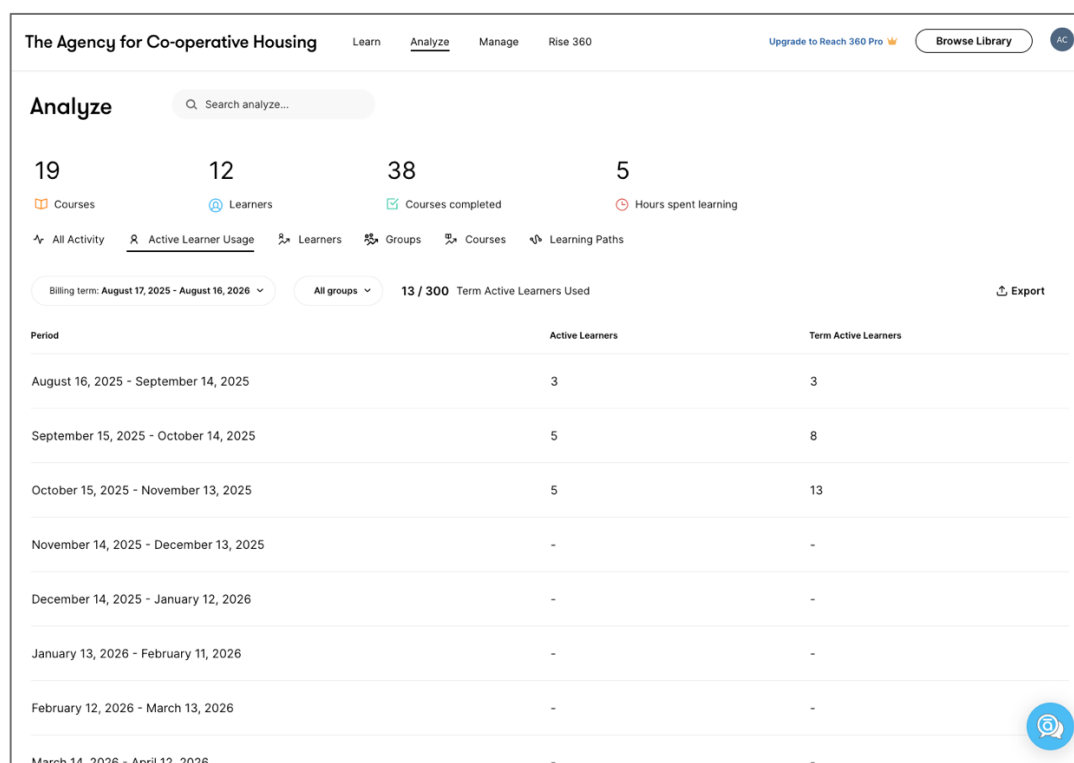 The Agency for Co-operative Housing Learn Analyze Manage Rise 360 Upgrade to Reach 360 Pro Browse Library AC
Analyze Search analyze...
19 12 38 5
Courses Learners Courses completed Hours spent learning
All Activity Active Learner Usage Learners Groups Courses Learning Paths
Billing term: August 17, 2025 - August 16, 2026 All groups 13 / 300 Term Active Learners Used Export
Period Active Learners Term Active Learners
August 16, 2025 - September 14, 2025 3 3
September 15, 2025 - October 14, 2025 5 8
October 15, 2025 - November 13, 2025 5 13
November 14, 2025 - December 13, 2025 - -
December 14, 2025 - January 12, 2026 - -
January 13, 2026 - February 11, 2026 - -
February 12, 2026 - March 13, 2026 - -
March 14, 2026 - April 12, 2026 - -